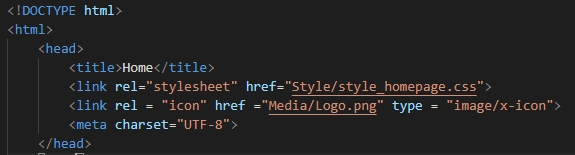 <!DOCTYPE html>
<html>
<head>
<title>Home</title>
<link rel="stylesheet" href="Style/style_homepage.css">
<link rel = "icon" href ="Media/Logo.png" type = "image/x-icon">
<meta charset="UTF-8">
</head>